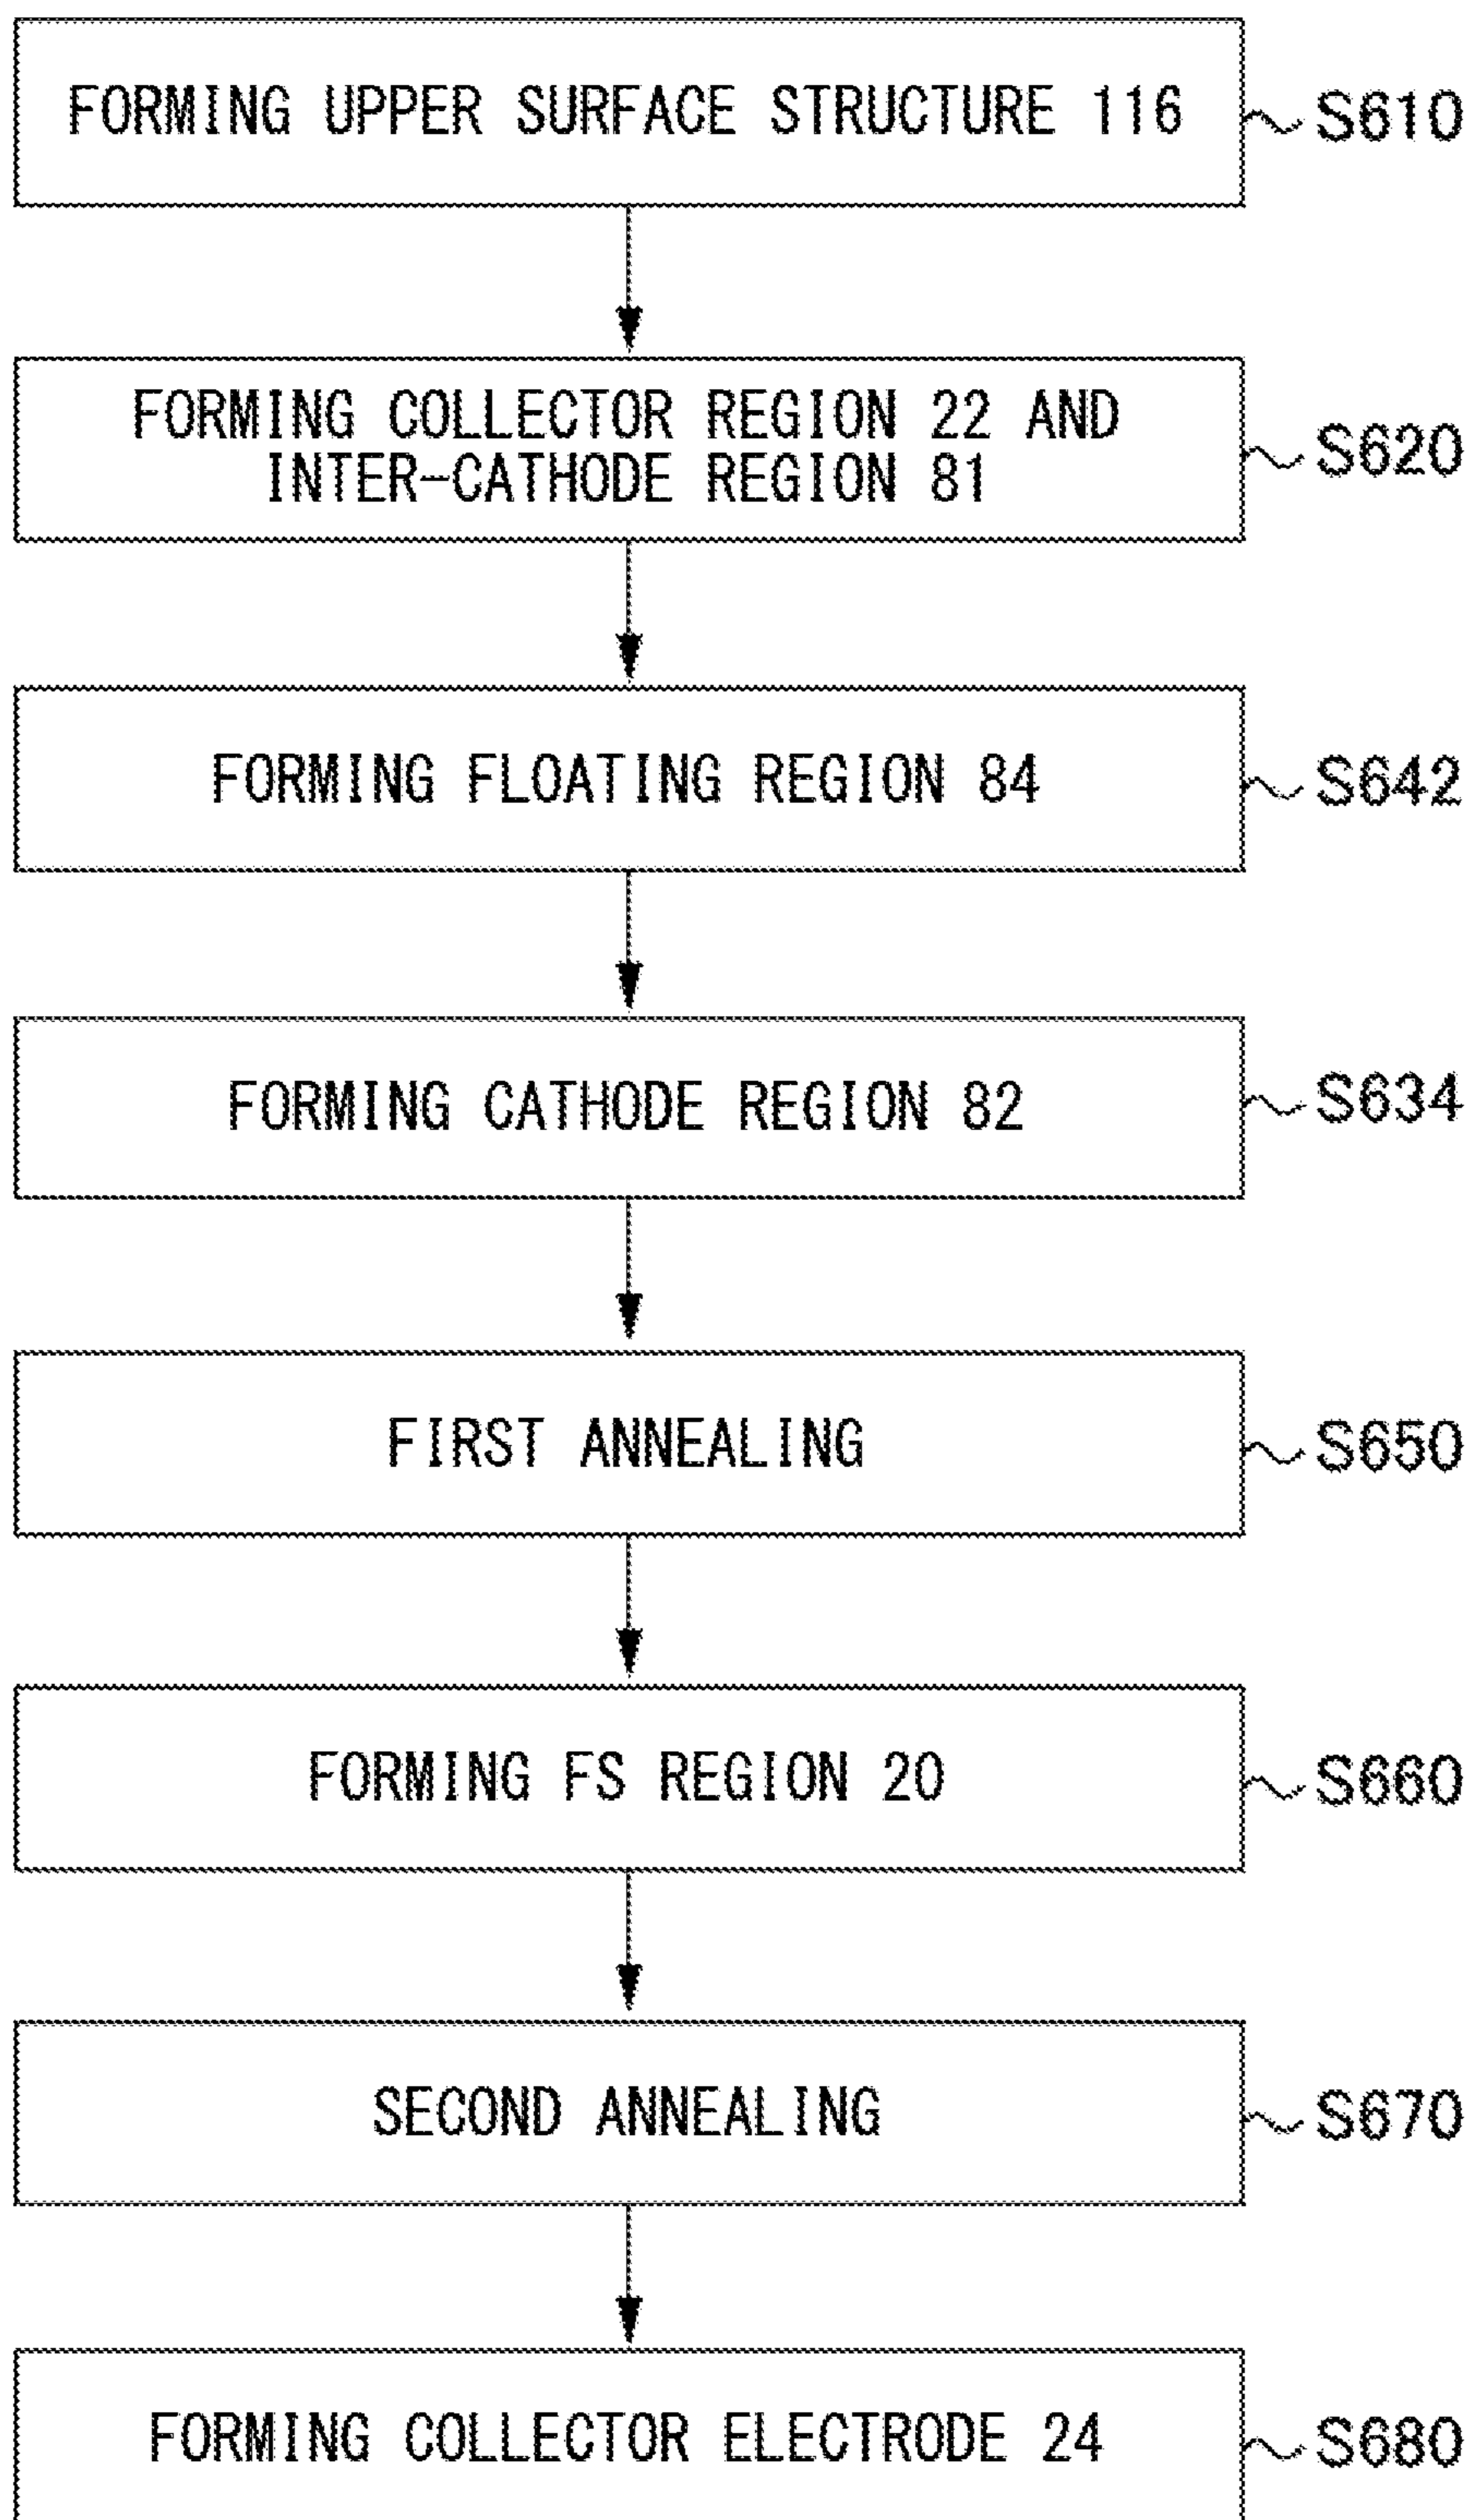 FORMING UPPER SURFACE STRUCTURE 116
S610
FORMING COLLECTOR REGION 22 AND
INTER-CATHODE REGION 81
S620
FORMING FLOATING REGION 84
S642
FORMING CATHODE REGION 82
S634
FIRST ANNEALING
S650
FORMING FS REGION 20
S660
SECOND ANNEALING
S670
FORMING COLLECTOR ELECTRODE 24
S680